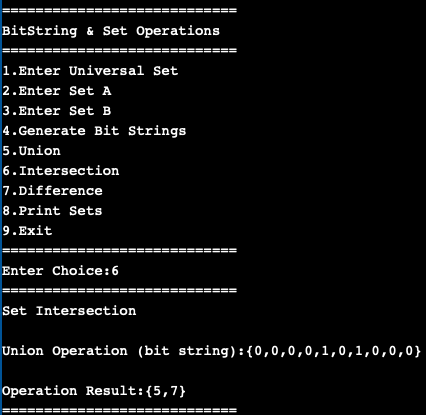 ============================
BitString & Set Operations
============================
1.Enter Universal Set
2.Enter Set A
3.Enter Set B
4.Generate Bit Strings
5.Union
6.Intersection
7.Difference
8.Print Sets
9.Exit
============================
Enter Choice:6
============================
Set Intersection
Union Operation (bit string):{0,0,0,0,1,0,1,0,0,0}
Operation Result:{5,7}
============================